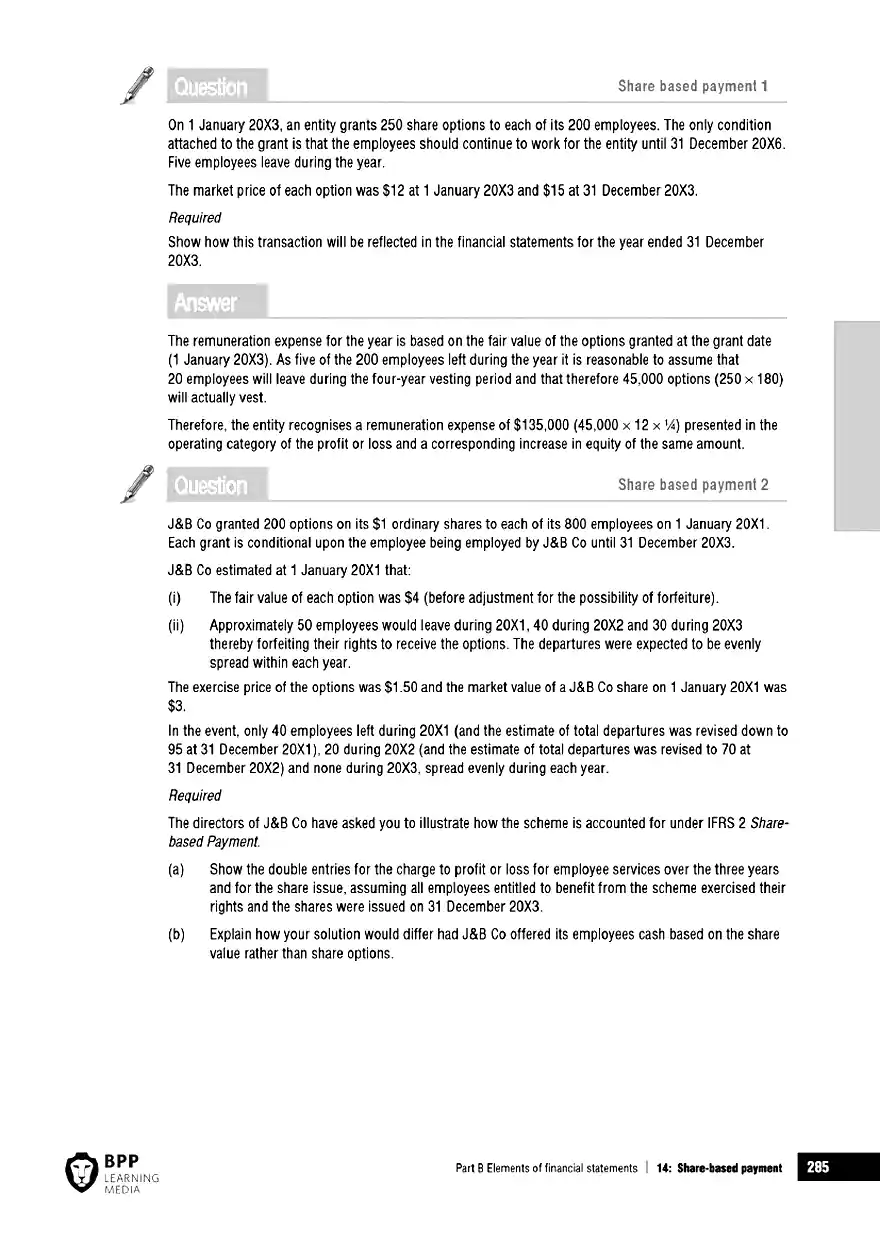 Question
Share based payment 1
On 1 January 20X3, an entity grants 250 share options to each of its 200 employees. The only condition
attached to the grant is that the employees should continue to work for the entity until 31 December 20X6.
Five employees leave during the year.
The market price of each option was $12 at 1 January 20X3 and $15 at 31 December 20X3.
Required
Show how this transaction will be reflected in the financial statements for the year ended 31 December
20X3.
Answer
The remuneration expense for the year is based on the fair value of the options granted at the grant date
(1 January 20X3). As five of the 200 employees left during the year it is reasonable to assume that
20 employees will leave during the four-year vesting period and that therefore 45,000 options (250 × 180)
will actually vest.
Therefore, the entity recognises a remuneration expense of $135,000 (45,000 × 12 × ¼) presented in the
operating category of the profit or loss and a corresponding increase in equity of the same amount.
Question
Share based payment 2
J&B Co granted 200 options on its $1 ordinary shares to each of its 800 employees on 1 January 20X1.
Each grant is conditional upon the employee being employed by J&B Co until 31 December 20X3.
J&B Co estimated at 1 January 20X1 that:
(i) The fair value of each option was $4 (before adjustment for the possibility of forfeiture).
(ii) Approximately 50 employees would leave during 20X1, 40 during 20X2 and 30 during 20X3
thereby forfeiting their rights to receive the options. The departures were expected to be evenly
spread within each year.
The exercise price of the options was $1.50 and the market value of a J&B Co share on 1 January 20X1 was
$3.
In the event, only 40 employees left during 20X1 (and the estimate of total departures was revised down to
95 at 31 December 20X1), 20 during 20X2 (and the estimate of total departures was revised to 70 at
31 December 20X2) and none during 20X3, spread evenly during each year.
Required
The directors of J&B Co have asked you to illustrate how the scheme is accounted for under IFRS 2 Share-
based Payment.
(a) Show the double entries for the charge to profit or loss for employee services over the three years
and for the share issue, assuming all employees entitled to benefit from the scheme exercised their
rights and the shares were issued on 31 December 20X3.
(b) Explain how your solution would differ had J&B Co offered its employees cash based on the share
value rather than share options.
BPP
LEARNING
MEDIA
Part B Elements of financial statements | 14: Share-based payment 285